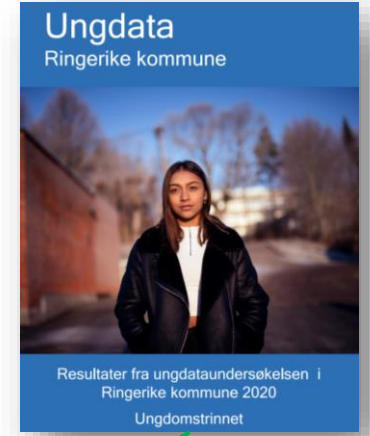 Ungdata
Ringerike kommune
Resultater fra ungdataundersøkelsen i
Ringerike kommune 2020
Ungdomstrinnet